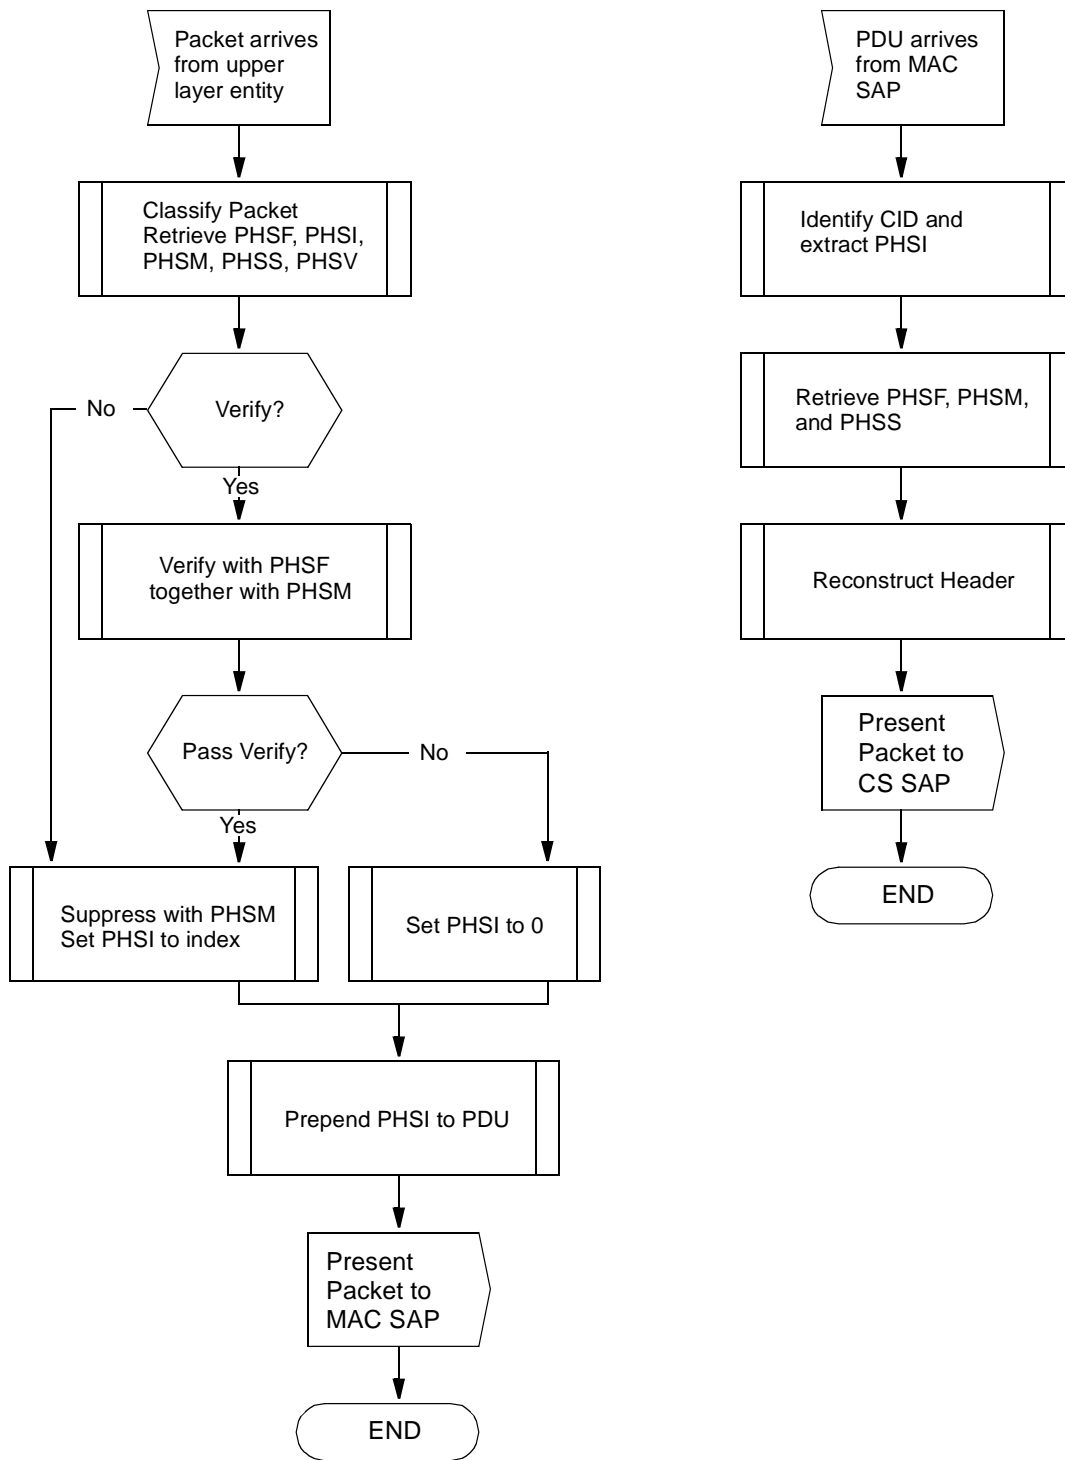 Packet arrives
from upper
layer entity
Classify Packet
Retrieve PHSF, PHSI,
PHSM, PHSS, PHSV
Verify?
No
Yes
Verify with PHSF
together with PHSM
Pass Verify?
No
Yes
Suppress with PHSM
Set PHSI to index
Set PHSI to 0
Prepend PHSI to PDU
Present
Packet to
MAC SAP
END
PDU arrives
from MAC
SAP
Identify CID and
extract PHSI
Retrieve PHSF, PHSM,
and PHSS
Reconstruct Header
Present
Packet to
CS SAP
END